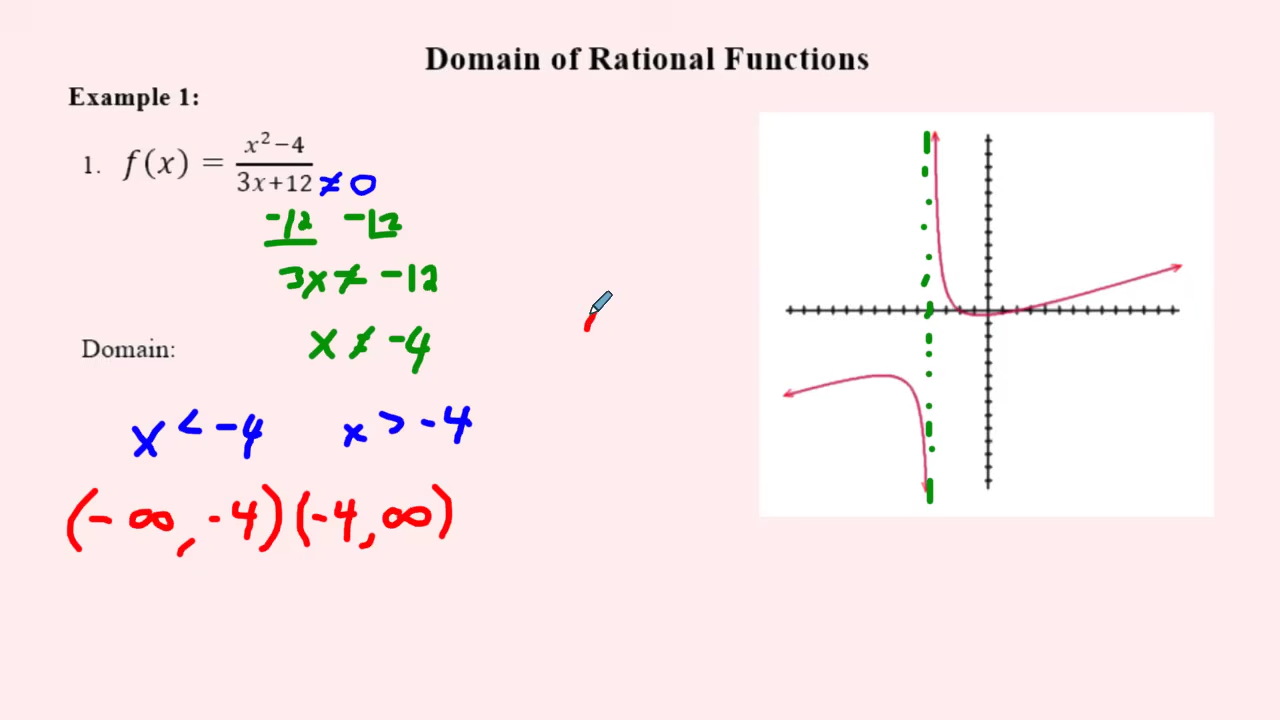 Domain of Rational Functions
Example 1:
1. f(x) = (x² − 4)/(3x+12) ≠ 0
-12 -12
3x ≠ -12
x ≠ -4
Domain:
x < -4 x > -4
(-∞, -4)(-4, ∞)